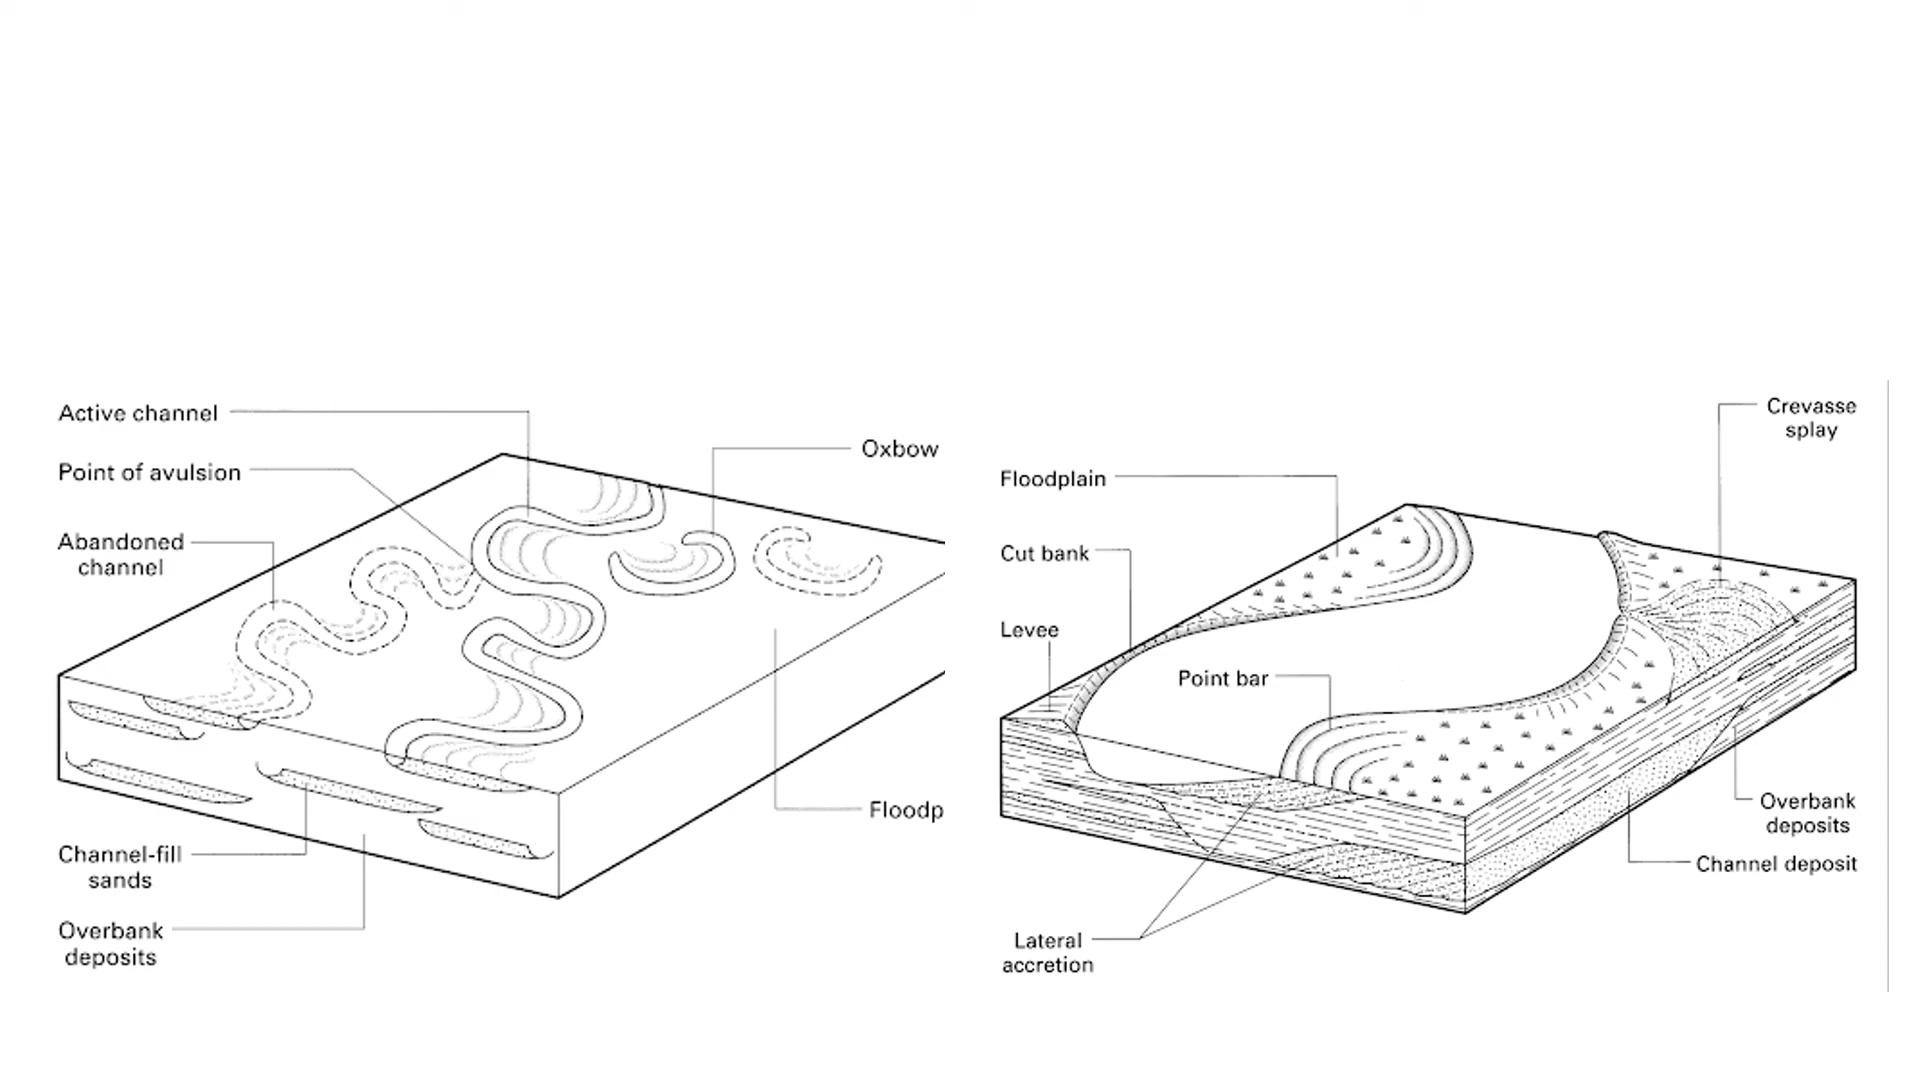 Active channel
Point of avulsion
Abandoned
channel
Channel-fill
sands
Overbank
deposits
Oxbow
Floodp
Crevasse
splay
Floodplain
Cut bank
Levee
Point bar
Overbank
deposits
Channel deposit
Lateral
accretion